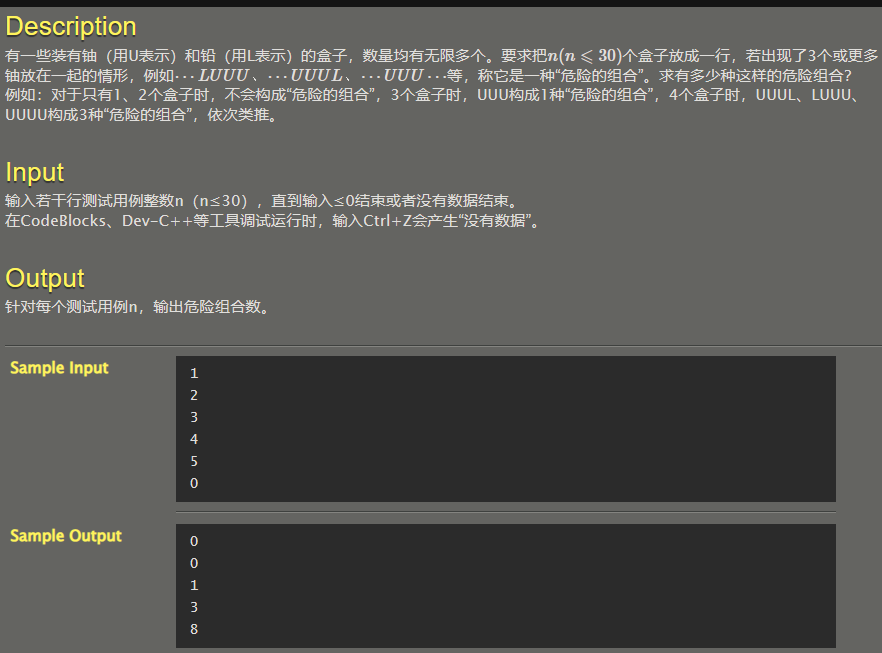 Description
有一些装有铀（用U表示）和铅（用L表示）的盒子，数量均有无限多个。要求把n(n ⩽ 30)个盒子放成一行，若出现了3个或更多
铀放在一起的情形，例如⋯LUUU、⋯UUUL、⋯UUU⋯等，称它是一种“危险的组合”。求有多少种这样的危险组合？
例如：对于只有1、2个盒子时，不会构成“危险的组合”，3个盒子时，UUU构成1种“危险的组合”，4个盒子时，UUUL、LUUU、
UUUU构成3种“危险的组合”，依次类推。
Input
输入若干行测试用例整数n（n≤30），直到输入≤0结束或者没有数据结束。
在CodeBlocks、Dev-C++等工具调试运行时，输入Ctrl+Z会产生“没有数据”。
Output
针对每个测试用例n，输出危险组合数。
Sample Input
1
2
3
4
5
0
Sample Output
0
0
1
3
8